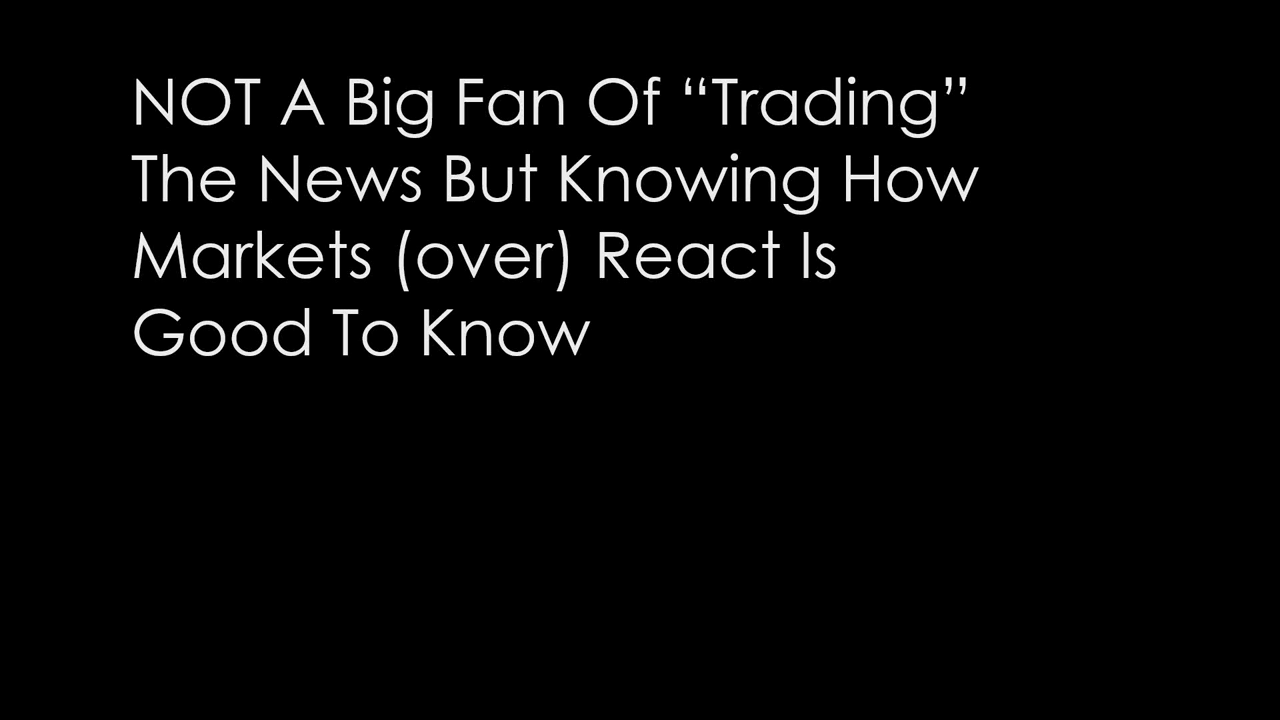 NOT A Big Fan Of “Trading”
The News But Knowing How
Markets (over) React Is
Good To Know